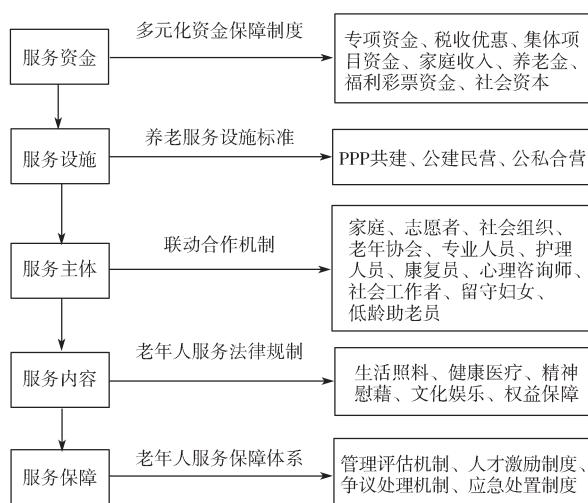 服务资金
多元化资金保障制度
专项资金、税收优惠、集体项
目资金、家庭收入、养老金、
福利彩票资金、社会资本
服务设施
养老服务设施标准
PPP共建、公建民营、公私合营
服务主体
联动合作机制
家庭、志愿者、社会组织、
老年协会、专业人员、护理
人员、康复员、心理咨询师、
社会工作者、留守妇女、
低龄助老员
服务内容
老年人服务法律规制
生活照料、健康医疗、精神
慰藉、文化娱乐、权益保障
服务保障
老年人服务保障体系
管理评估机制、人才激励制度、
争议处理机制、应急处置制度